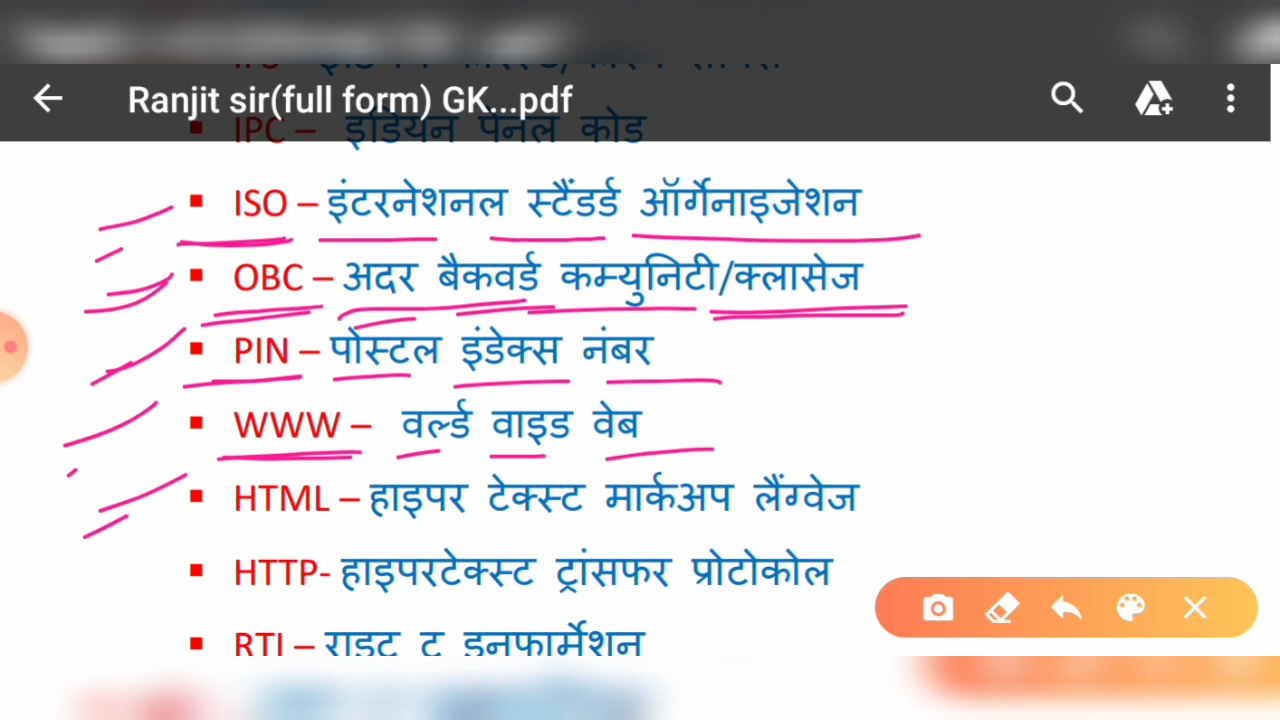 Ranjit sir(full form) GK...pdf
IPC – इंडियन पेनल कोड
ISO – इंटरनेशनल स्टैंडर्ड ऑर्गेनाइजेशन
OBC – अदर बैकवर्ड कम्युनिटी/क्लासेज
PIN – पोस्टल इंडेक्स नंबर
WWW – वर्ल्ड वाइड वेब
HTML – हाइपर टेक्स्ट मार्कअप लैंग्वेज
HTTP- हाइपरटेक्स्ट ट्रांसफर प्रोटोकोल
RTI – राइट टू इनफार्मेशन